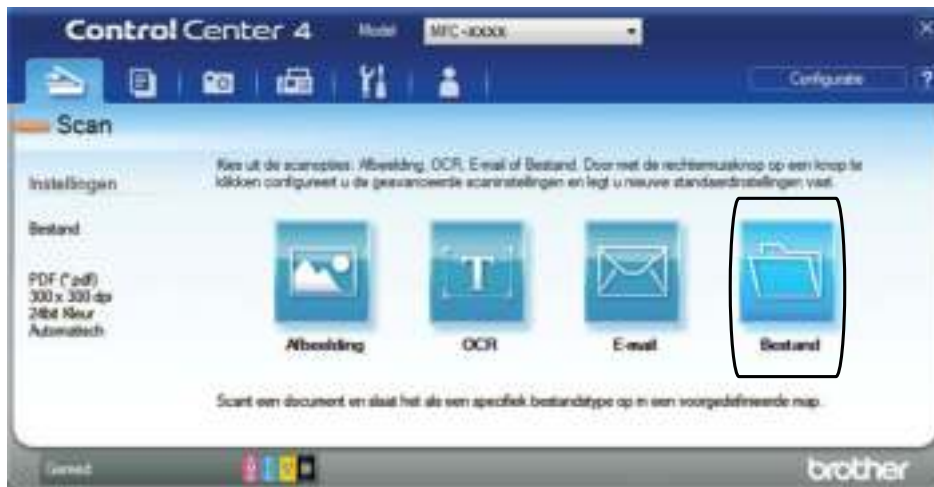 Control Center 4 Model MFC-XXXX
Configuratie ?
Scan
Kies uit de scanopties: Afbeelding, OCR, E-mail of Bestand. Door met de rechtermuisknop op een knop te
klikken configureert u de geavanceerde scaninstellingen en legt u nieuwe standaardinstellingen vast.
Instellingen
Bestand
PDF (*.pdf)
300 x 300 dpi
24bit Kleur
Automatisch
T
Afbeelding OCR E-mail Bestand
Scant een document en slaat het als een specifiek bestandstype op in een voorgedefinieerde map.
Gereed brother